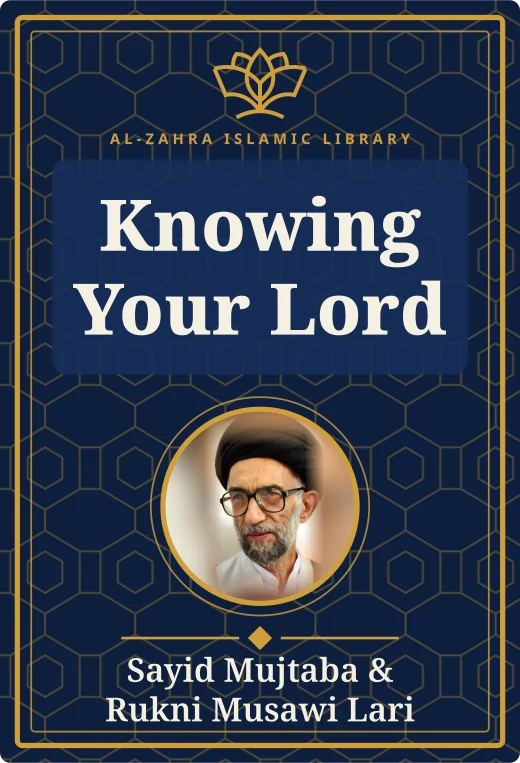 AL-ZAHRA ISLAMIC LIBRARY
Knowing
Your Lord
Sayid Mujtaba &
Rukni Musawi Lari